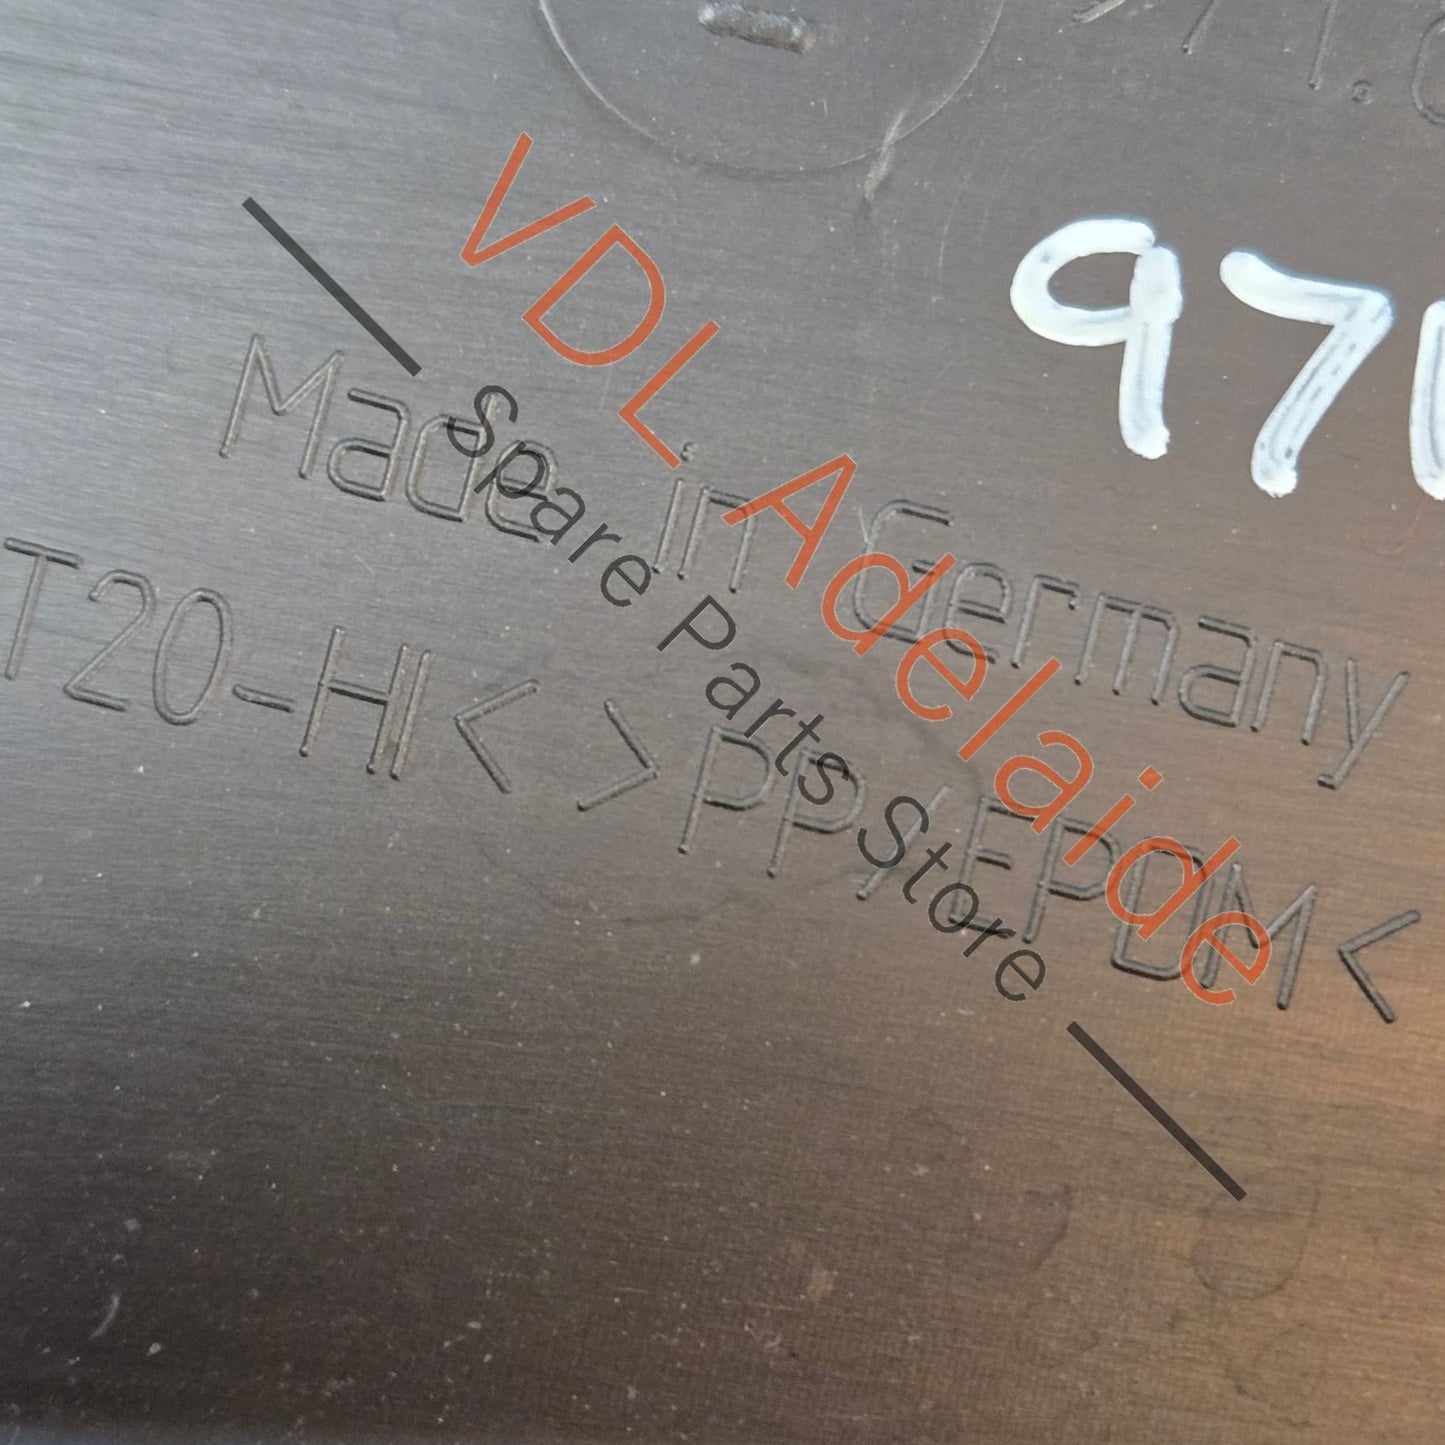 97
Made in Germany
T20-HI< >PP/EPDM<
VDL Adelaide
Spare Parts Store